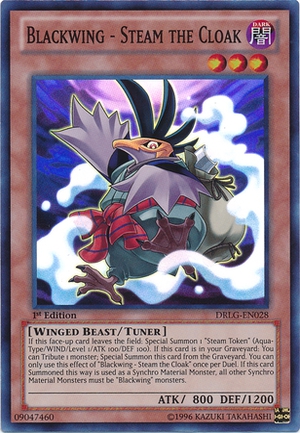 Blackwing - Steam the Cloak
DARK
闇
1st Edition
DRLG-EN028
[Winged Beast/Tuner]
If this face-up card leaves the field: Special Summon 1 "Steam Token" (Aqua-
Type/WIND/Level 1/ATK 100/DEF 100). If this card is in your Graveyard: You
can Tribute 1 monster; Special Summon this card from the Graveyard. You can
only use this effect of "Blackwing - Steam the Cloak" once per Duel. If this card
Summoned this way is used as a Synchro Material Monster, all other Synchro
Material Monsters must be "Blackwing" monsters.
ATK/ 800 DEF/1200
09047460
©1996 KAZUKI TAKAHASHI